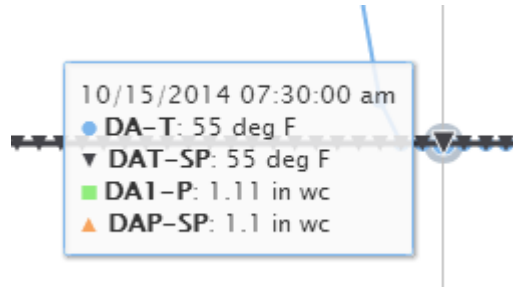 10/15/2014 07:30:00 am
DA-T: 55 deg F
DAT-SP: 55 deg F
DA1-P: 1.11 in wc
DAP-SP: 1.1 in wc